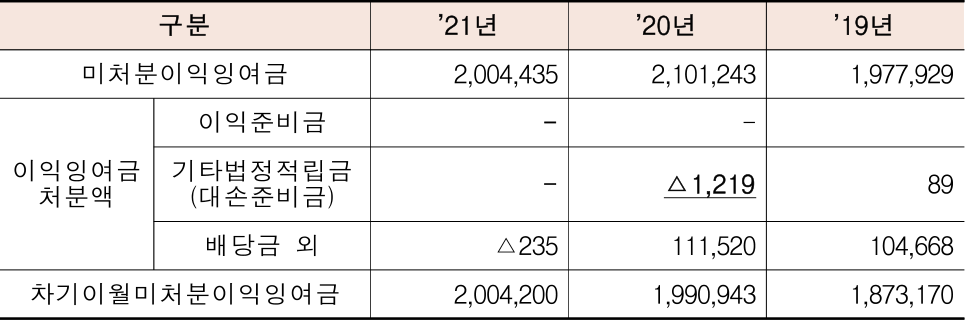 구분 ’21년 ’20년 ’19년
미처분이익잉여금 2,004,435 2,101,243 1,977,929
이익잉여금
처분액
이익준비금 - -
기타법정적립금
(대손준비금) - △1,219 89
배당금 외 △235 111,520 104,668
차기이월미처분이익잉여금 2,004,200 1,990,943 1,873,170